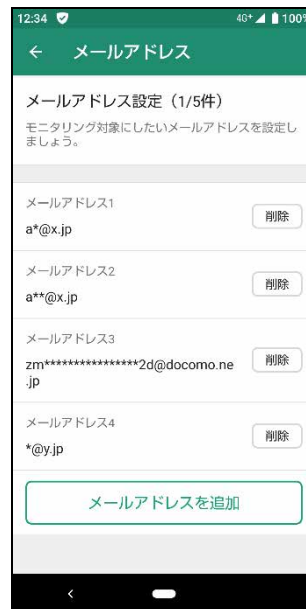 12:34 4G+ 100%
← メールアドレス
メールアドレス設定（1/5件）
モニタリング対象にしたいメールアドレスを設定し
ましょう。
メールアドレス1
a*@x.jp
削除
メールアドレス2
a**@x.jp
削除
メールアドレス3
zm****************2d@docomo.ne
.jp
削除
メールアドレス4
*@y.jp
削除
メールアドレスを追加